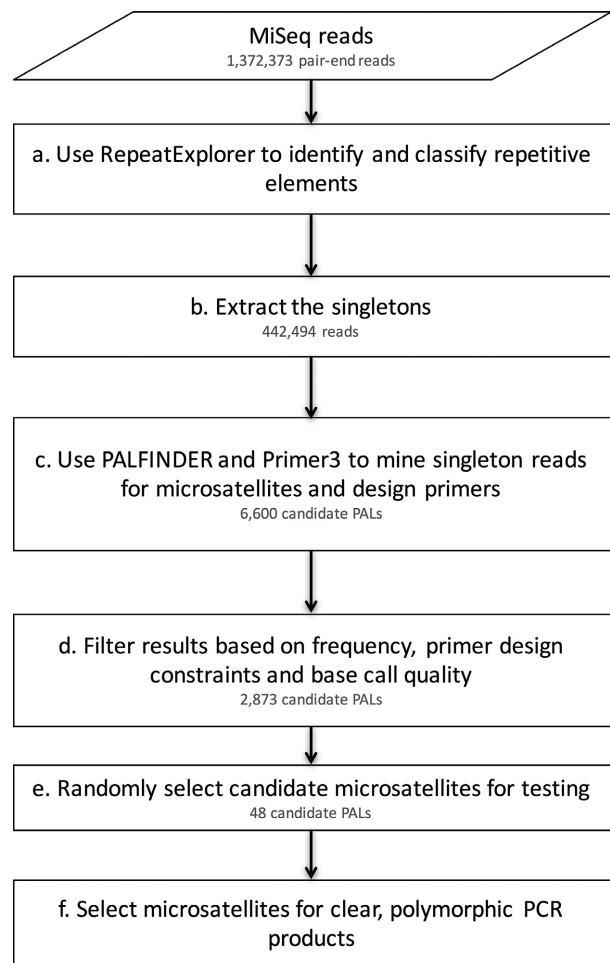 MiSeq reads
1,372,373 pair-end reads
a. Use RepeatExplorer to identify and classify repetitive
elements
b. Extract the singletons
442,494 reads
c. Use PALFINDER and Primer3 to mine singleton reads
for microsatellites and design primers
6,600 candidate PALs
d. Filter results based on frequency, primer design
constraints and base call quality
2,873 candidate PALs
e. Randomly select candidate microsatellites for testing
48 candidate PALs
f. Select microsatellites for clear, polymorphic PCR
products